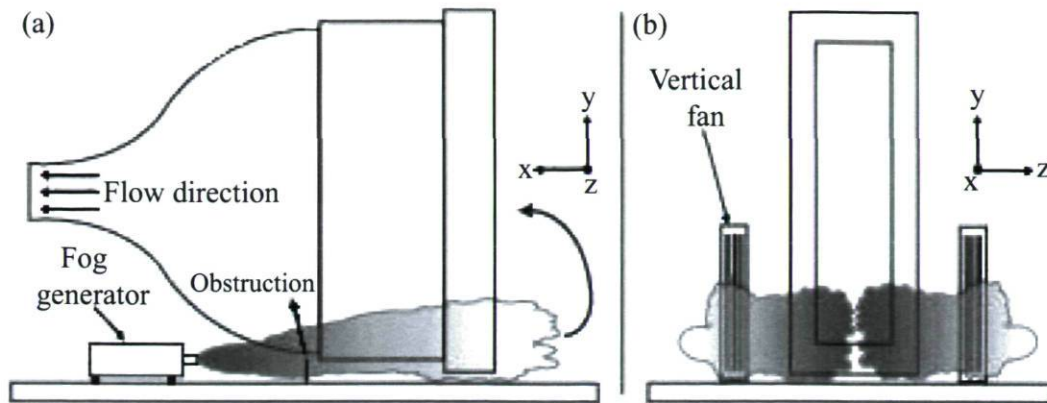 (a)
Flow direction
Fog
generator
Obstruction
y
x
z
(b)
Vertical
fan
y
x
z